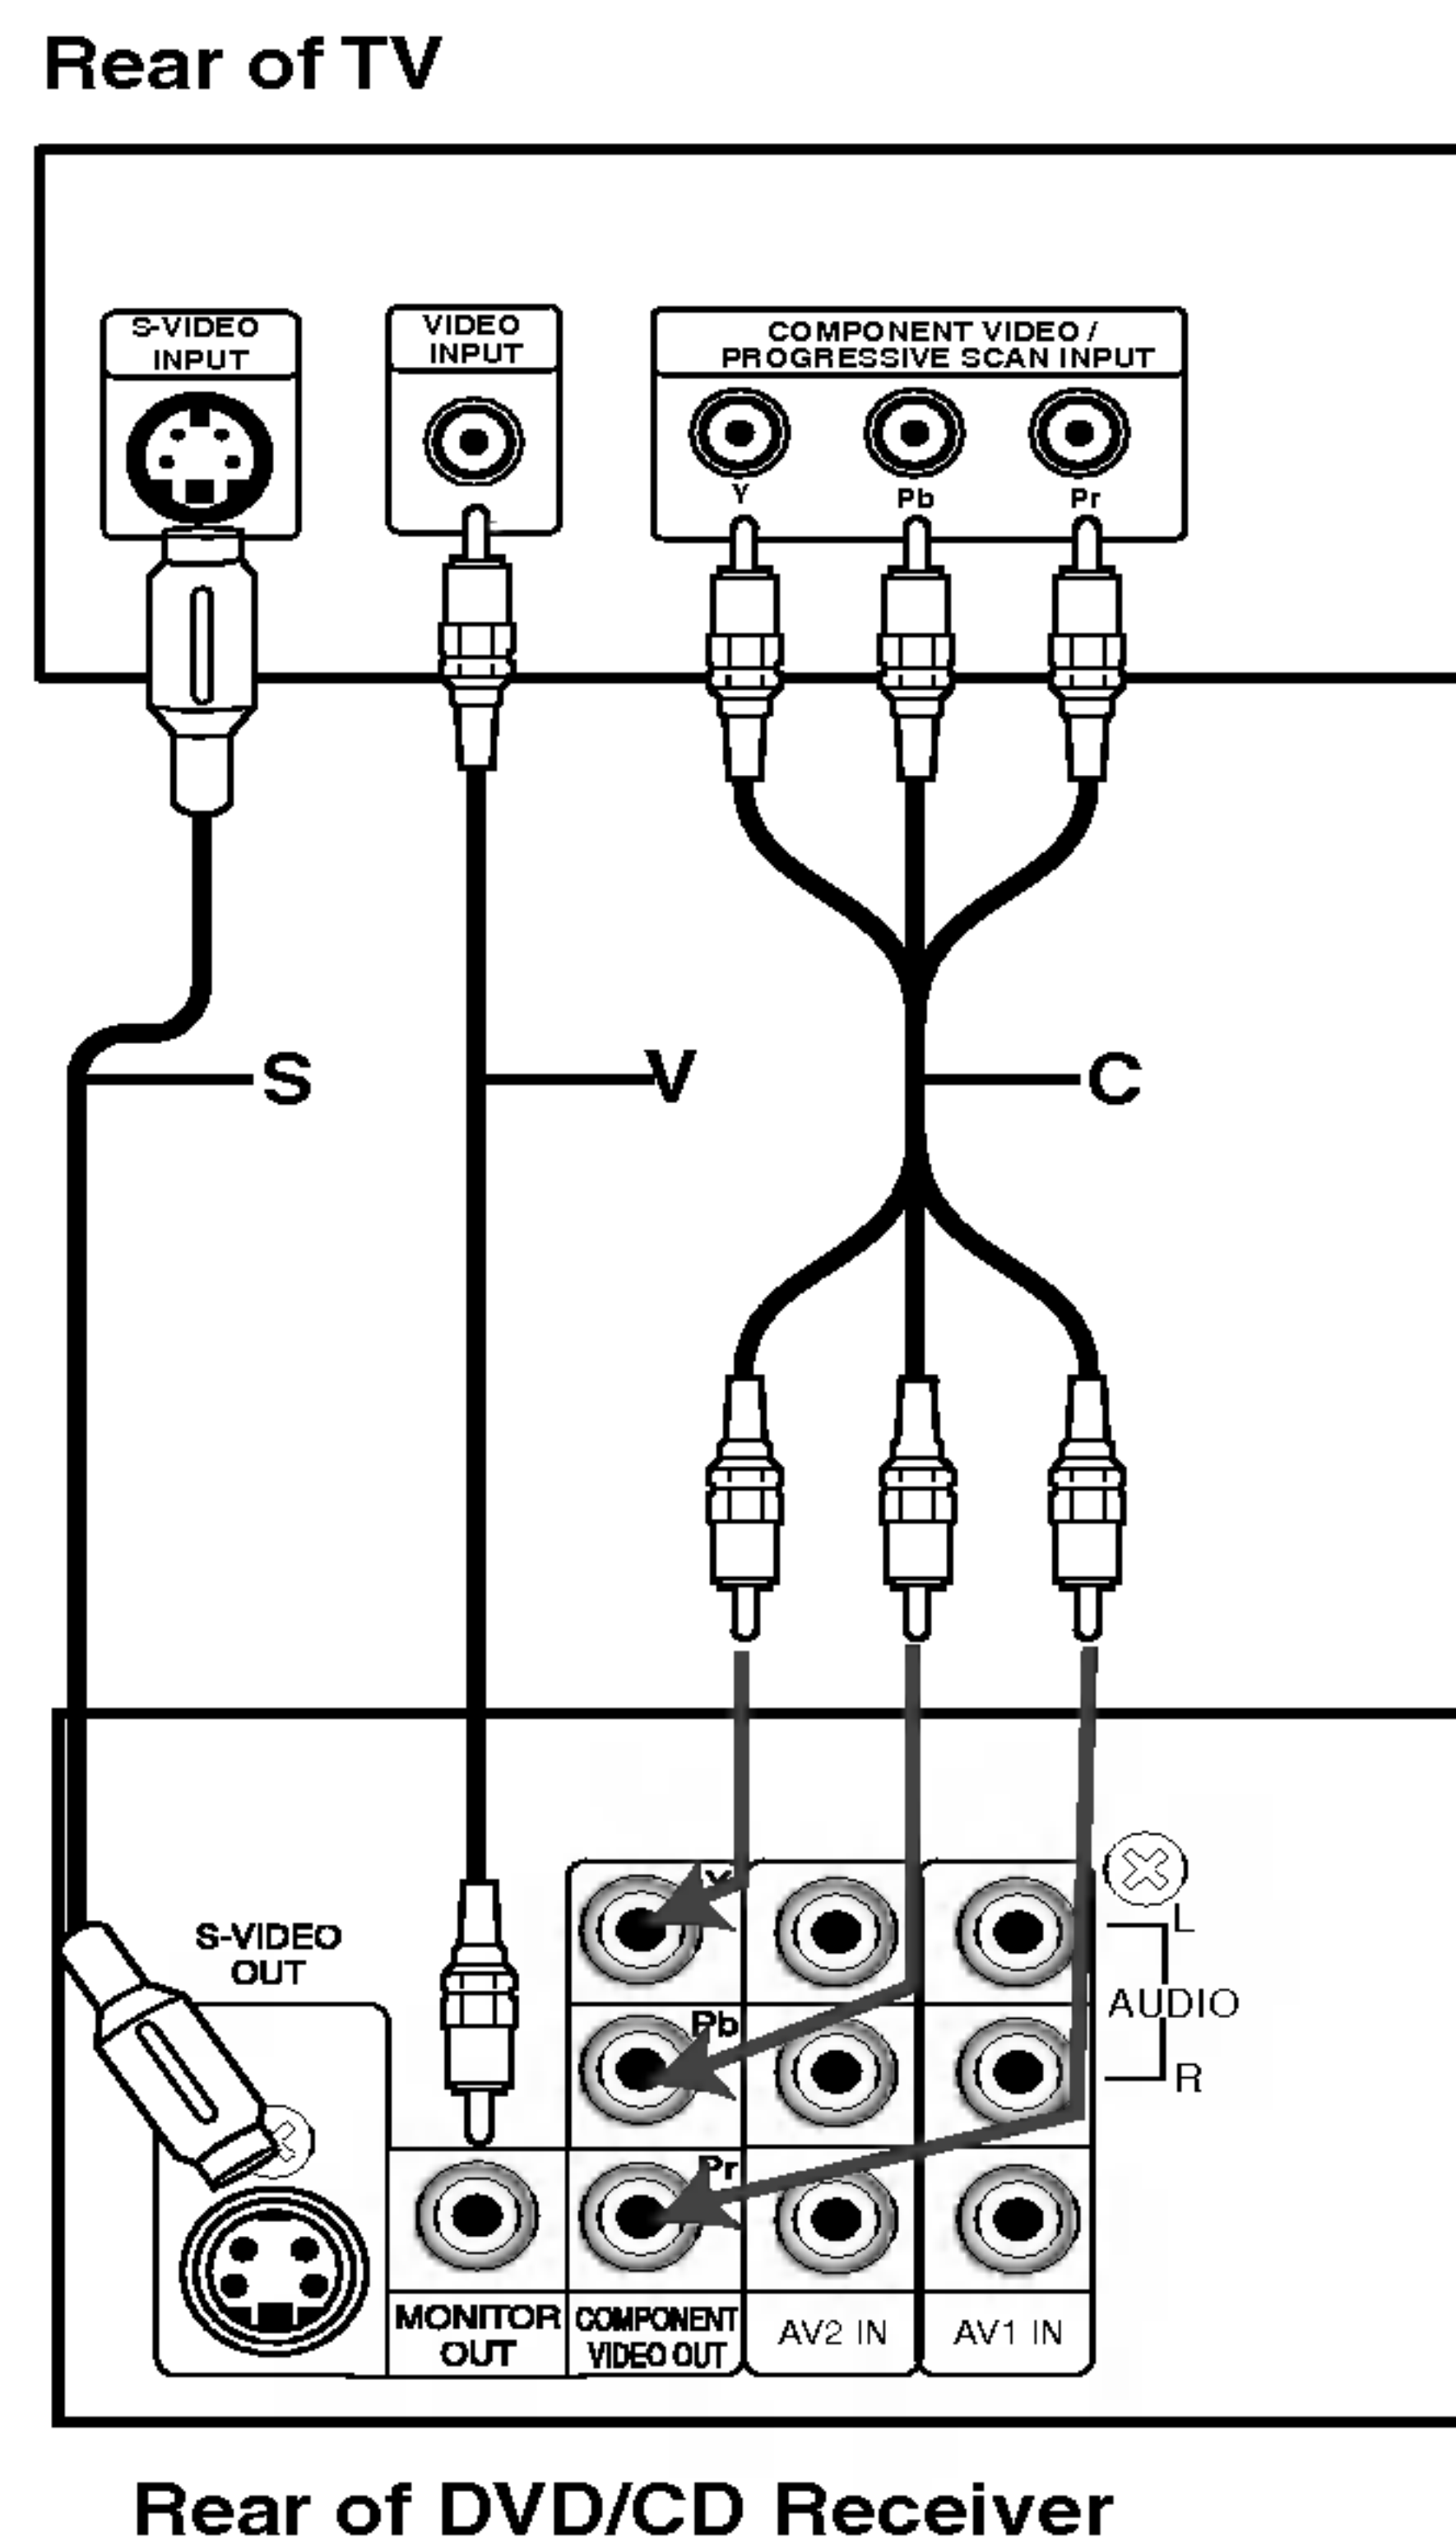 Rear of TV
S-VIDEO
INPUT
VIDEO
INPUT
COMPONENT VIDEO /
PROGRESSIVE SCAN INPUT
Y
Pb
Pr
S
V
C
Y
Pb
Pr
L
AUDIO
R
S-VIDEO
OUT
MONITOR
OUT
COMPONENT
VIDEO OUT
AV2 IN
AV1 IN
Rear of DVD/CD Receiver